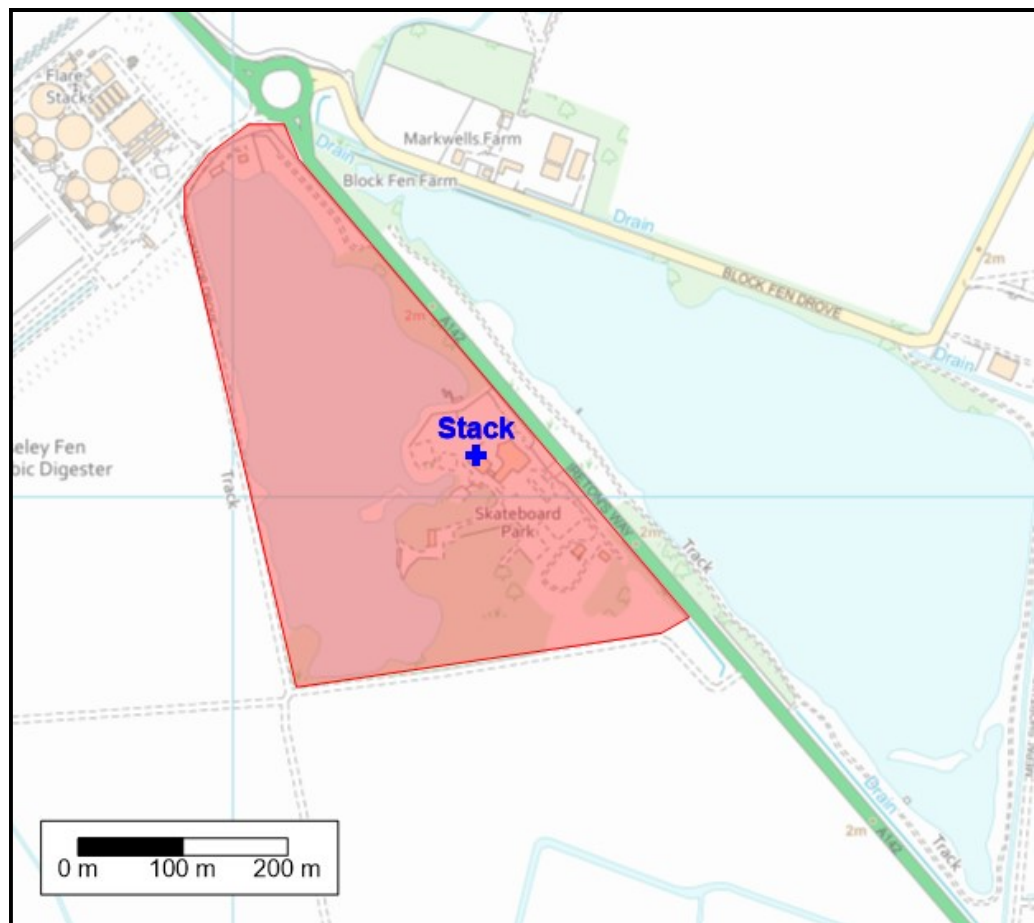 Flare
Stacks
Markwells Farm
Drain
Block Fen Farm
Drain
BLOCK FEN DROVE
2m
Drain
2m
A142
Stack
eley Fen
bic Digester
Track
IRETON'S WAY
Skateboard
Park
2m
Track
Drain
2m
A142
Track
0 m 100 m 200 m